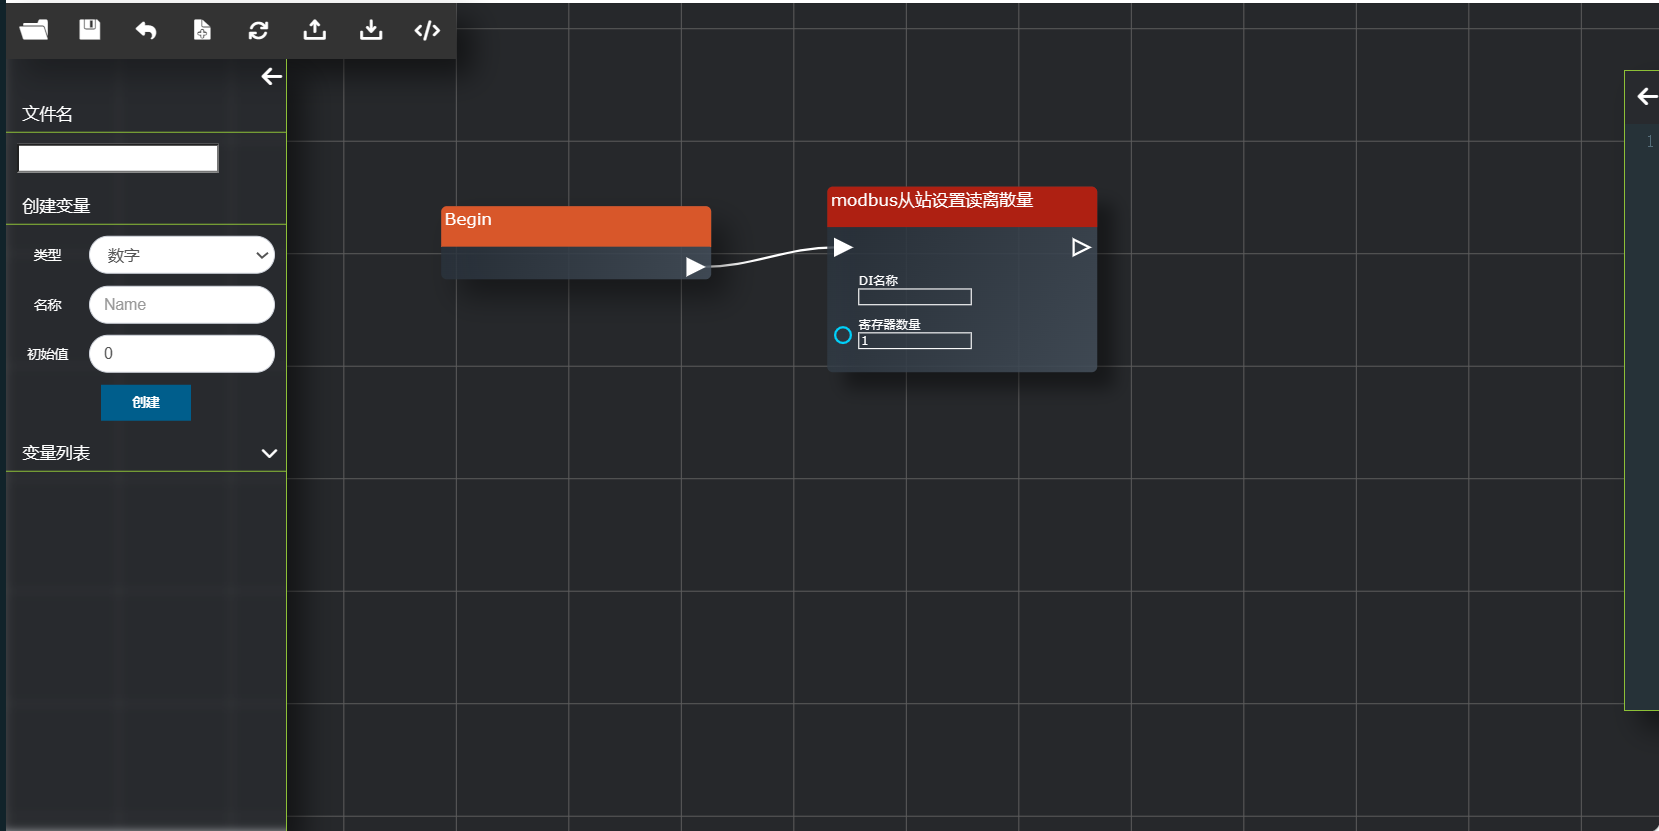 文件名
创建变量
类型 数字
名称 Name
初始值 0
创建
变量列表
Begin
modbus从站设置读离散量
DI名称
寄存器数量
1
1